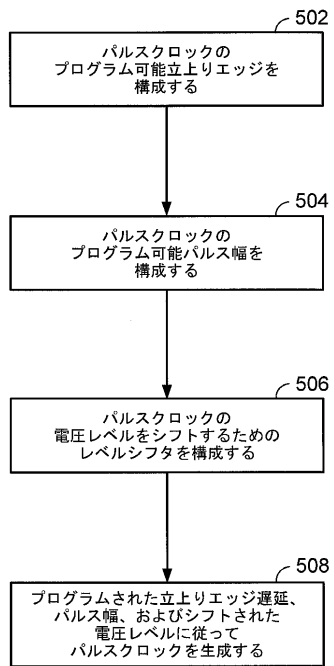 502
パルスクロックの
プログラム可能立上りエッジを
構成する
504
パルスクロックの
プログラム可能パルス幅を
構成する
506
パルスクロックの
電圧レベルをシフトするための
レベルシフタを構成する
508
プログラムされた立上りエッジ遅延、
パルス幅、およびシフトされた
電圧レベルに従って
パルスクロックを生成する